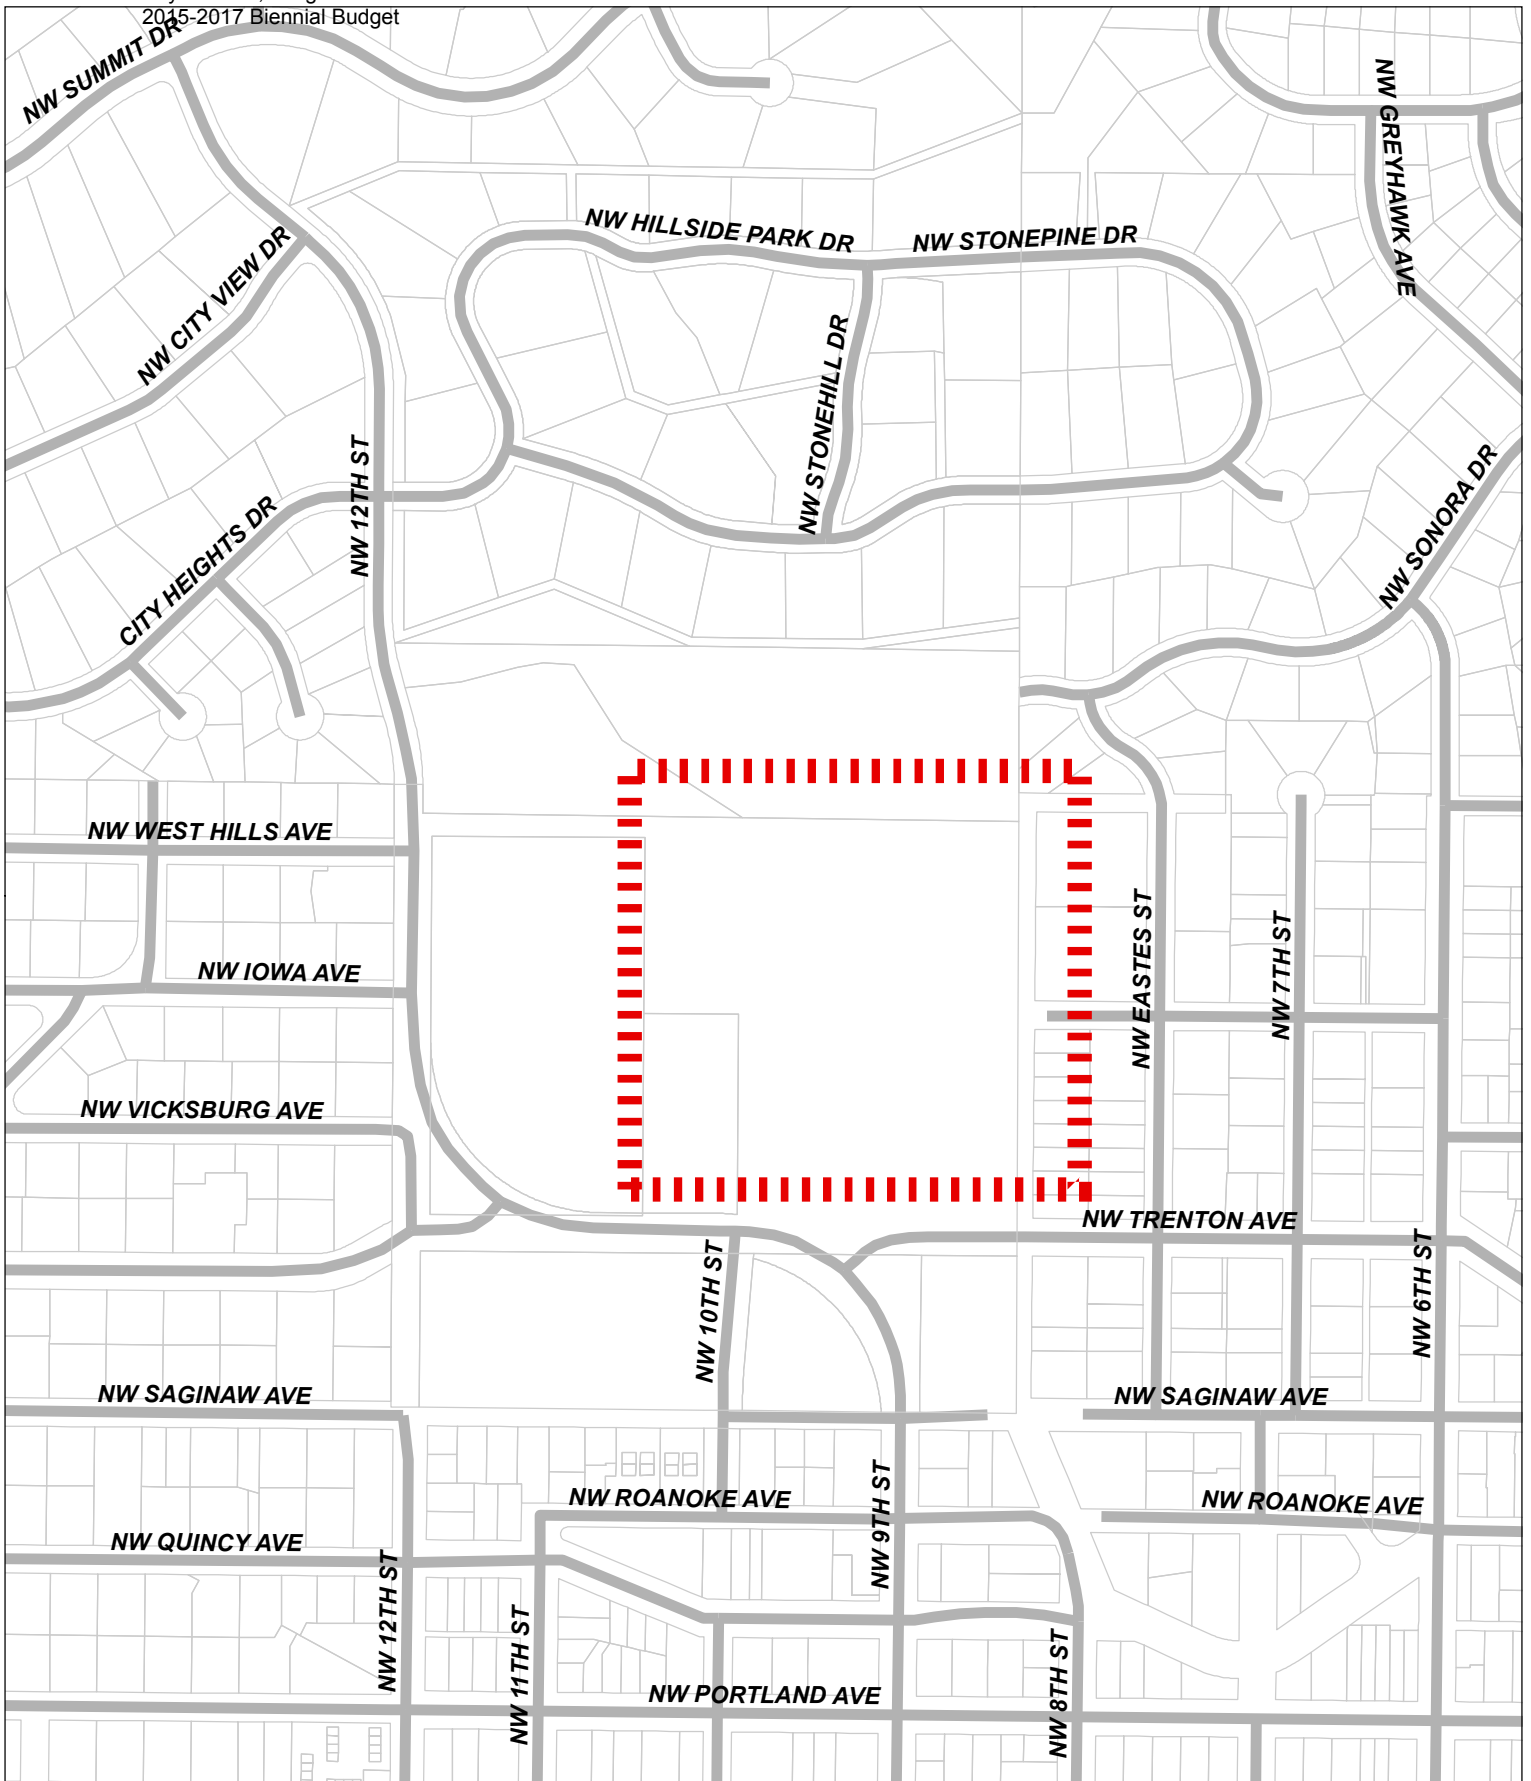 2015-2017 Biennial Budget
NW SUMMIT DR
NW GREYHAWK AVE
NW HILLSIDE PARK DR
NW STONEPINE DR
NW CITY VIEW DR
NW STONEHILL DR
NW 12TH ST
NW SONORA DR
CITY HEIGHTS DR
NW WEST HILLS AVE
NW EASTES ST
NW 7TH ST
NW IOWA AVE
NW VICKSBURG AVE
NW TRENTON AVE
NW 10TH ST
NW 6TH ST
NW SAGINAW AVE
NW SAGINAW AVE
NW ROANOKE AVE
NW ROANOKE AVE
NW 9TH ST
NW QUINCY AVE
NW 12TH ST
NW 11TH ST
NW 8TH ST
NW PORTLAND AVE